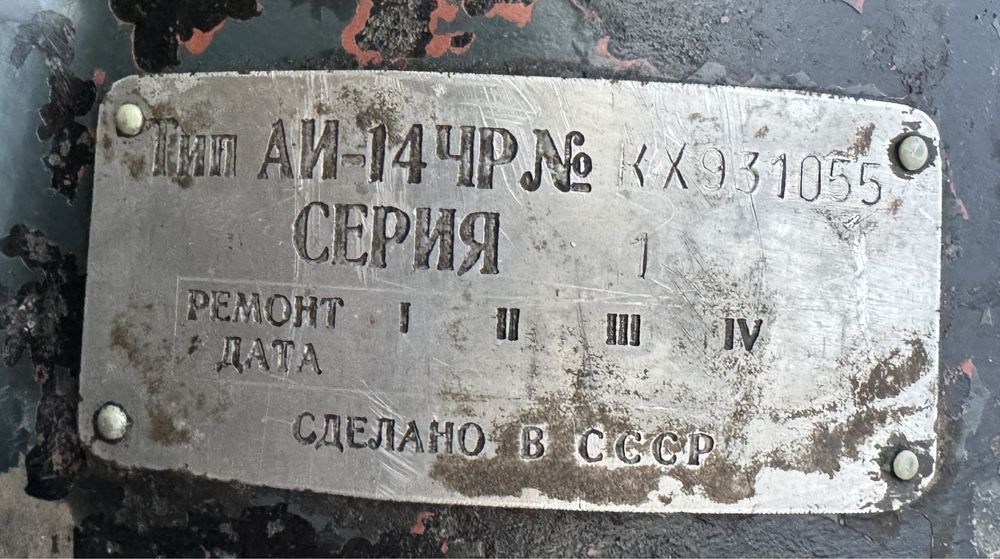 Тип АИ-14ЧР № КХ931055
СЕРИЯ 1
РЕМОНТ I II III IV
ДАТА
СДЕЛАНО В СССР